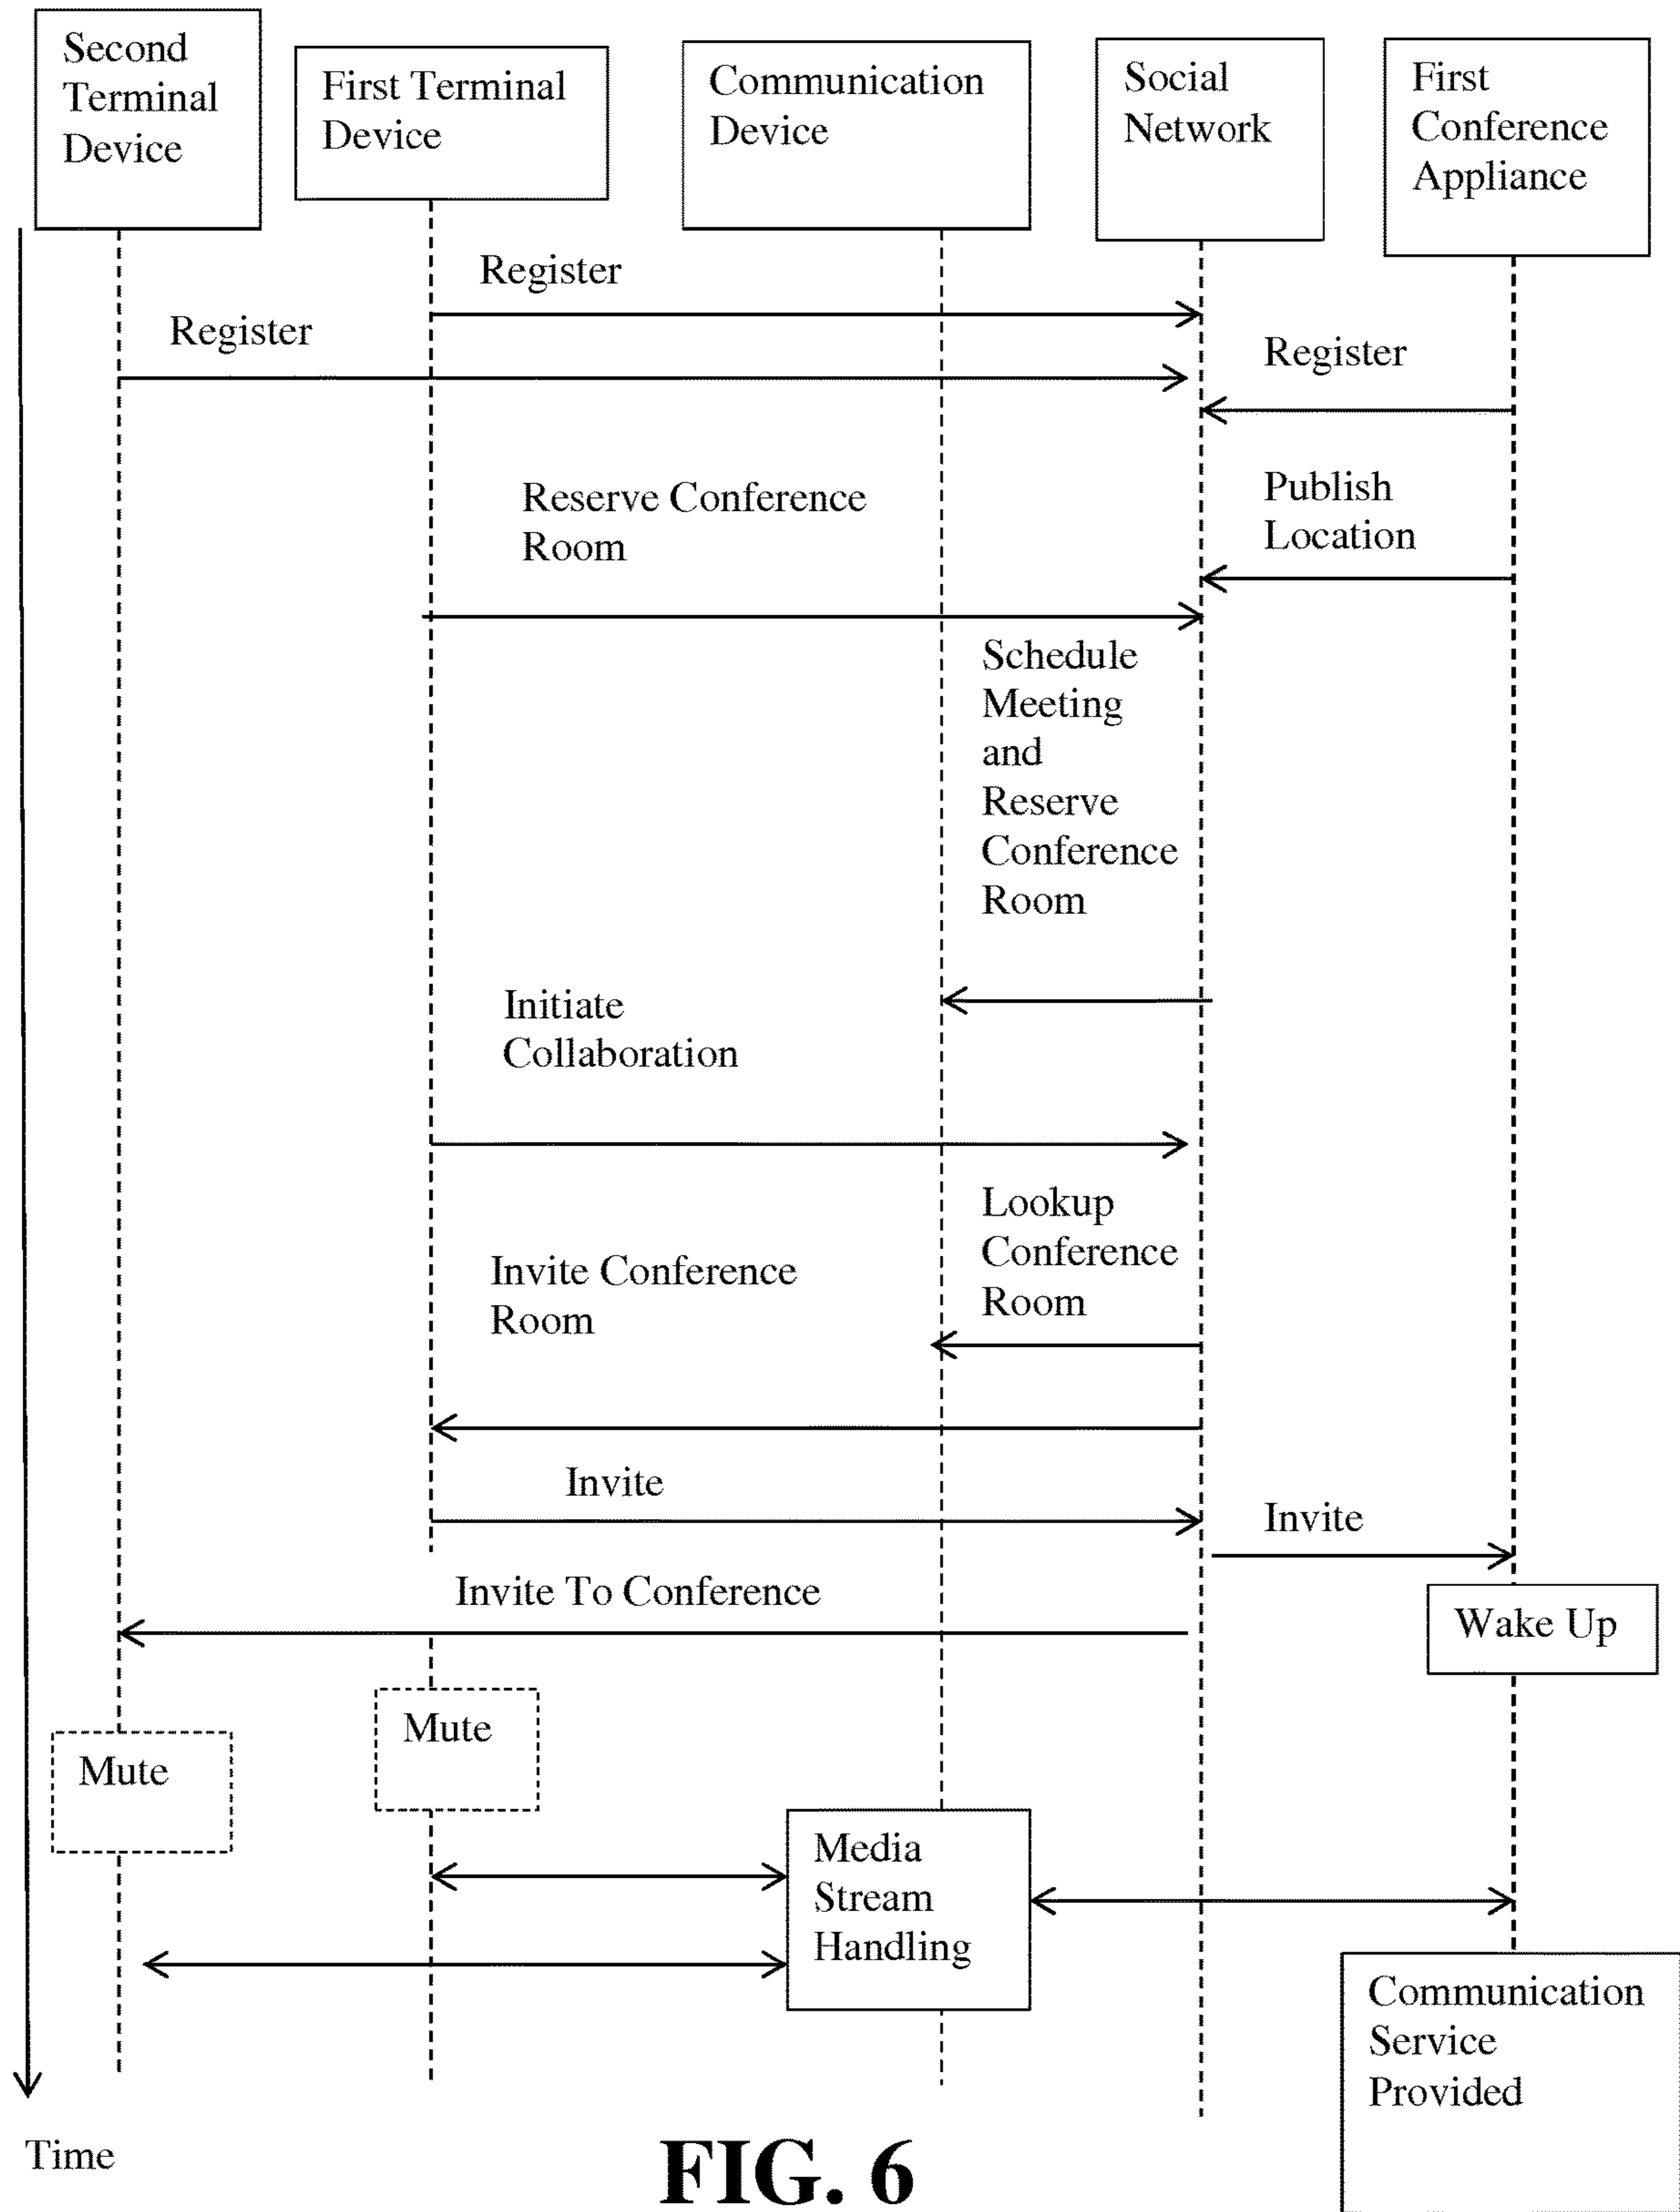 Second
Terminal
Device
First Terminal
Device
Communication
Device
Social
Network
First
Conference
Appliance
Register
Register
Register
Publish
Location
Reserve Conference
Room
Schedule
Meeting
and
Reserve
Conference
Room
Initiate
Collaboration
Lookup
Conference
Room
Invite Conference
Room
Invite
Invite
Invite To Conference
Wake Up
Mute
Mute
Media
Stream
Handling
Communication
Service
Provided
Time
FIG. 6